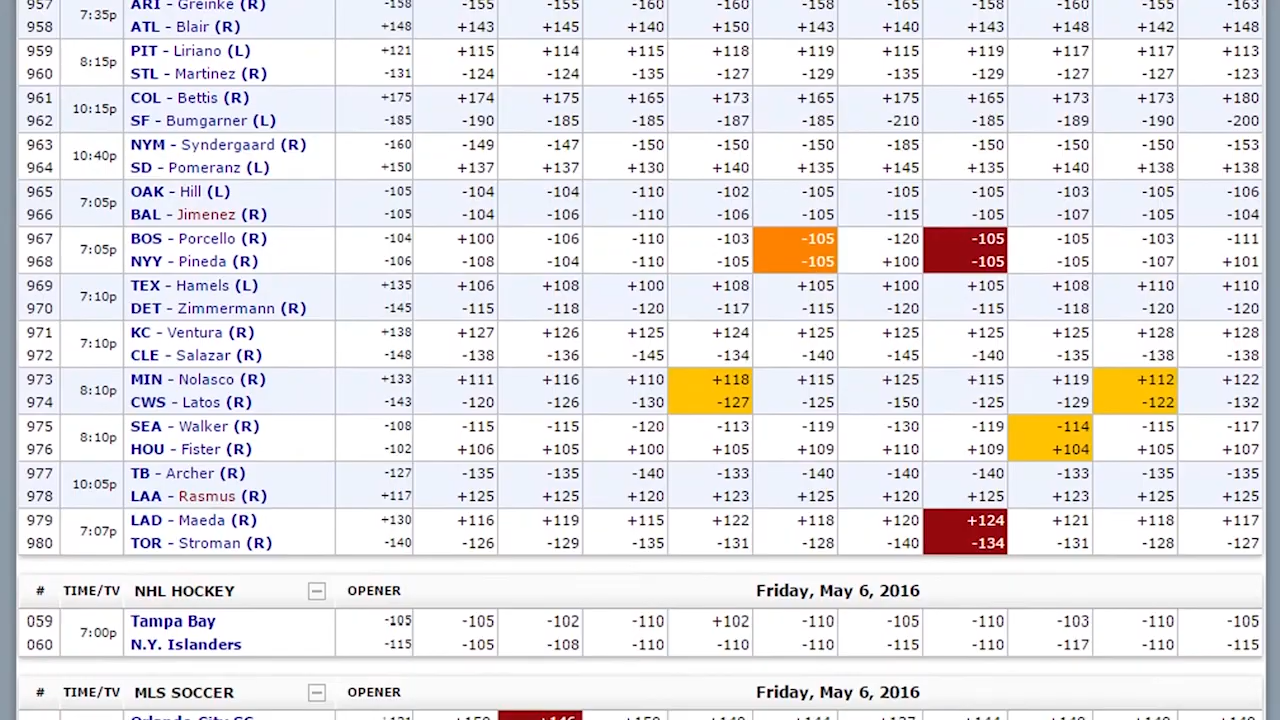 957 ARI - Greinke (R) -158 -155 -155 -160 -160 -158 -165 -158 -160 -155 -163
7:35p
958 ATL - Blair (R) +148 +143 +145 +140 +150 +143 +140 +143 +148 +142 +148
959 PIT - Liriano (L) +121 +115 +114 +115 +118 +119 +115 +119 +117 +117 +113
8:15p
960 STL - Martinez (R) -131 -124 -124 -135 -127 -129 -135 -129 -127 -127 -123
961 COL - Bettis (R) +175 +174 +175 +165 +173 +165 +175 +165 +173 +173 +180
10:15p
962 SF - Bumgarner (L) -185 -190 -185 -185 -187 -185 -210 -185 -189 -190 -200
963 NYM - Syndergaard (R) -160 -149 -147 -150 -150 -150 -185 -150 -150 -150 -153
10:40p
964 SD - Pomeranz (L) +150 +137 +137 +130 +140 +135 +145 +135 +140 +138 +138
965 OAK - Hill (L) -105 -104 -104 -110 -102 -105 -105 -105 -103 -105 -106
7:05p
966 BAL - Jimenez (R) -105 -104 -106 -110 -106 -105 -115 -105 -107 -105 -104
967 BOS - Porcello (R) -104 +100 -106 -110 -103 -105 -120 -105 -105 -103 -111
7:05p
968 NYY - Pineda (R) -106 -108 -104 -110 -105 -105 +100 -105 -105 -107 +101
969 TEX - Hamels (L) +135 +106 +108 +100 +108 +105 +100 +105 +108 +110 +110
7:10p
970 DET - Zimmermann (R) -145 -115 -118 -120 -117 -115 -120 -115 -118 -120 -120
971 KC - Ventura (R) +138 +127 +126 +125 +124 +125 +125 +125 +125 +128 +128
7:10p
972 CLE - Salazar (R) -148 -138 -136 -145 -134 -140 -145 -140 -135 -138 -138
973 MIN - Nolasco (R) +133 +111 +116 +110 +118 +115 +125 +115 +119 +112 +122
8:10p
974 CWS - Latos (R) -143 -120 -126 -130 -127 -125 -150 -125 -129 -122 -132
975 SEA - Walker (R) -108 -115 -115 -120 -113 -119 -130 -119 -114 -115 -117
8:10p
976 HOU - Fister (R) -102 +106 +105 +100 +105 +109 +110 +109 +104 +105 +107
977 TB - Archer (R) -127 -135 -135 -140 -133 -140 -140 -140 -133 -135 -135
10:05p
978 LAA - Rasmus (R) +117 +125 +125 +120 +123 +125 +120 +125 +123 +125 +125
979 LAD - Maeda (R) +130 +116 +119 +115 +122 +118 +120 +124 +121 +118 +117
7:07p
980 TOR - Stroman (R) -140 -126 -129 -135 -131 -128 -140 -134 -131 -128 -127
# TIME/TV NHL HOCKEY OPENER Friday, May 6, 2016
059 Tampa Bay -105 -105 -102 -110 +102 -110 -105 -110 -103 -110 -105
7:00p
060 N.Y. Islanders -115 -105 -108 -110 -110 -110 -115 -110 -117 -110 -115
# TIME/TV MLS SOCCER OPENER Friday, May 6, 2016
Orlando City SC